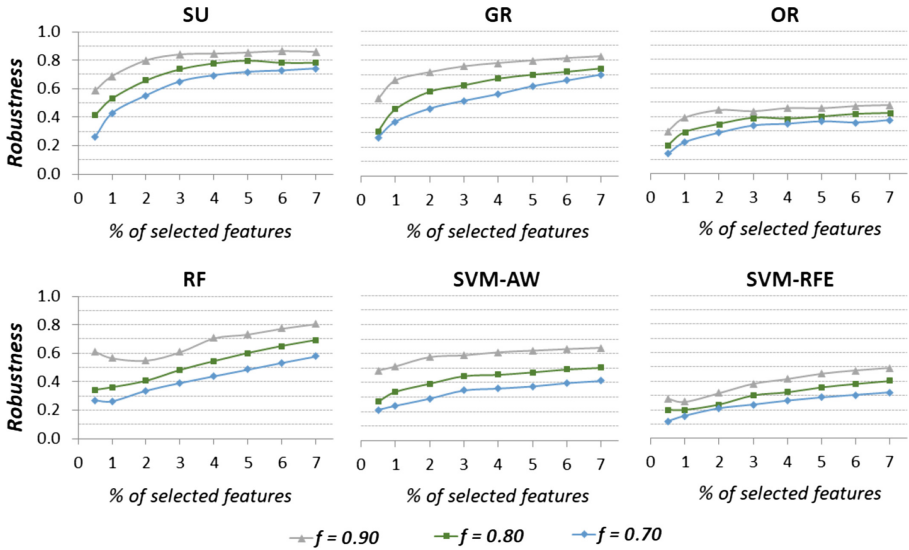 SU GR OR
Robustness
1.0
0.8
0.6
0.4
0.2
0.0
0 1 2 3 4 5 6 7 0 1 2 3 4 5 6 7 0 1 2 3 4 5 6 7
% of selected features % of selected features % of selected features
RF SVM-AW SVM-RFE
Robustness
1.0
0.8
0.6
0.4
0.2
0.0
0 1 2 3 4 5 6 7 0 1 2 3 4 5 6 7 0 1 2 3 4 5 6 7
% of selected features % of selected features % of selected features
f = 0.90 f = 0.80 f = 0.70